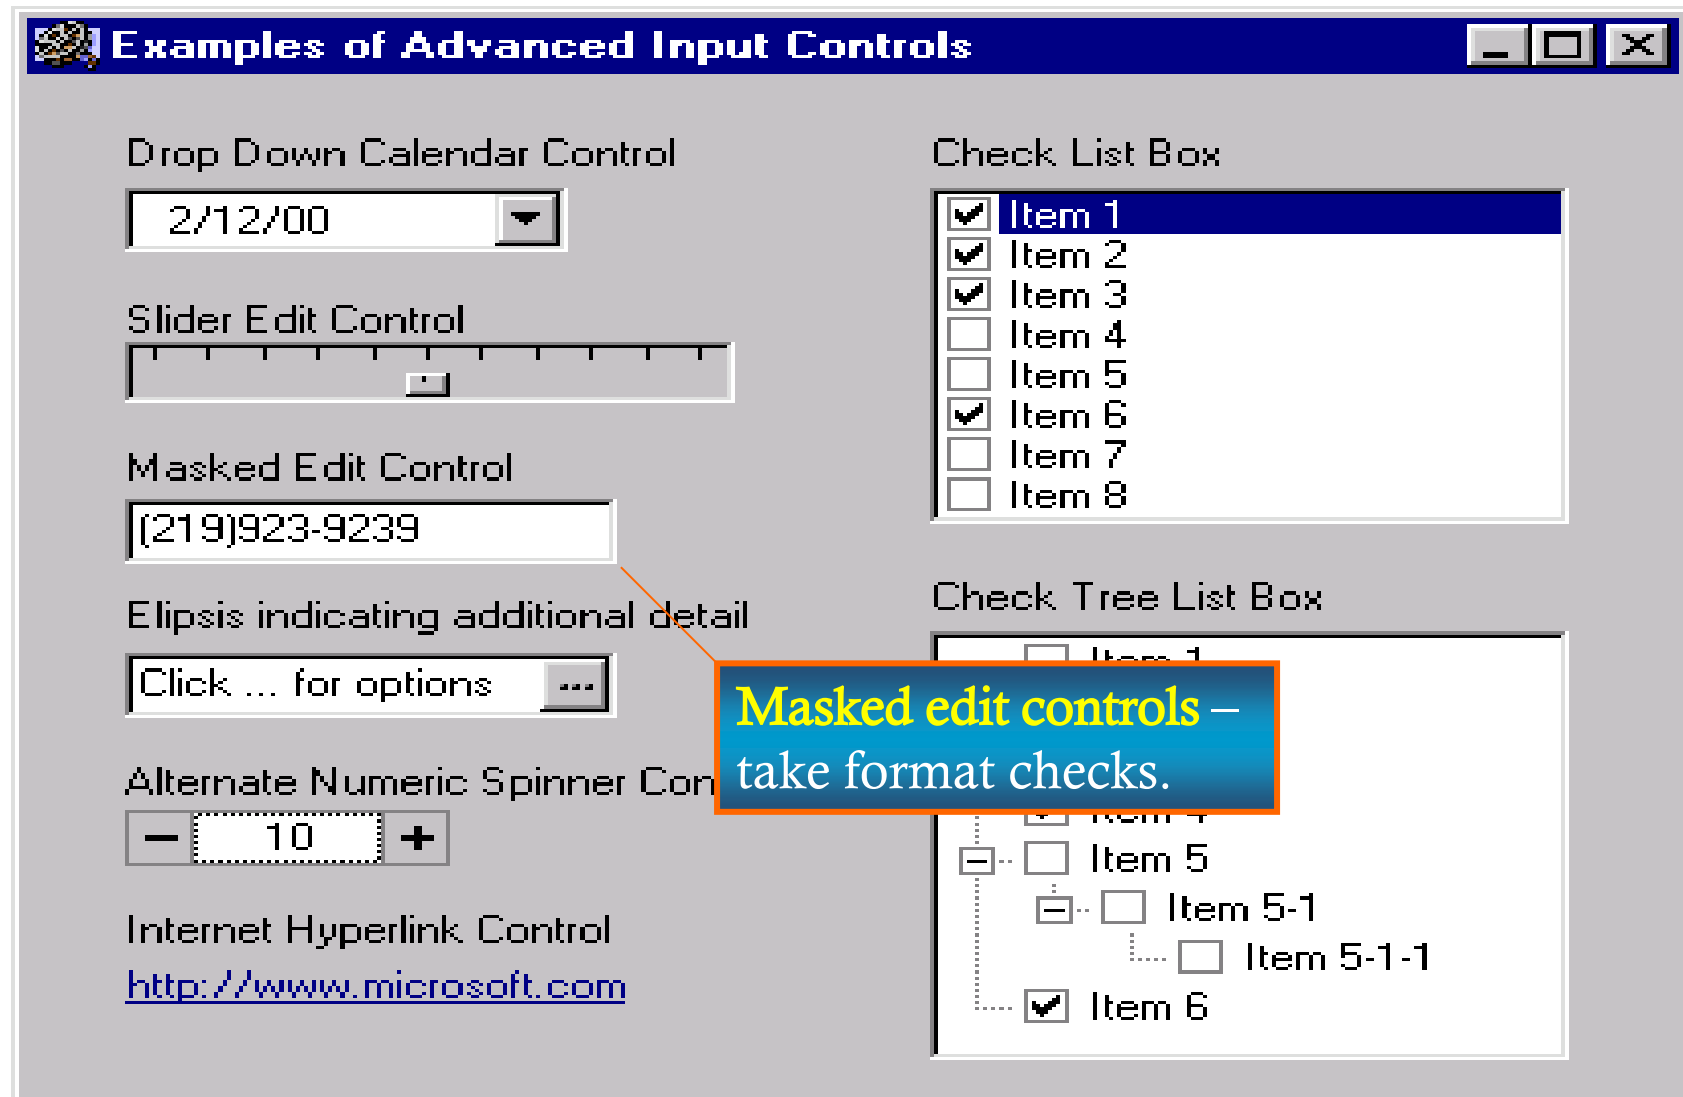 Examples of Advanced Input Controls
Drop Down Calendar Control
2/12/00
Slider Edit Control
Masked Edit Control
(219)923-9239
Elipsis indicating additional detail
Click ... for options ...
Alternate Numeric Spinner Con
10
Internet Hyperlink Control
http://www.microsoft.com
Check List Box
Item 1
Item 2
Item 3
Item 4
Item 5
Item 6
Item 7
Item 8
Check Tree List Box
Item 1
Masked edit controls –
take format checks.
Item 4
Item 5
Item 5-1
Item 5-1-1
Item 6